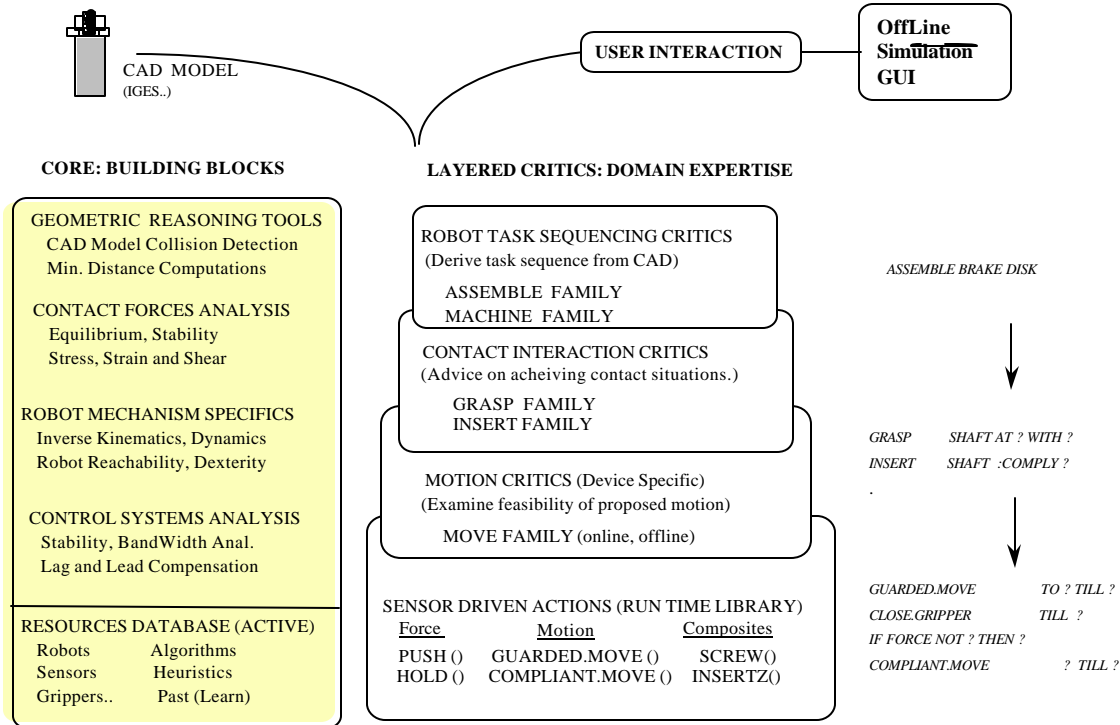 CAD MODEL
(IGES..)
USER INTERACTION
OffLine
Simulation
GUI
CORE: BUILDING BLOCKS
GEOMETRIC REASONING TOOLS
CAD Model Collision Detection
Min. Distance Computations
CONTACT FORCES ANALYSIS
Equilibrium, Stability
Stress, Strain and Shear
ROBOT MECHANISM SPECIFICS
Inverse Kinematics, Dynamics
Robot Reachability, Dexterity
CONTROL SYSTEMS ANALYSIS
Stability, BandWidth Anal.
Lag and Lead Compensation
RESOURCES DATABASE (ACTIVE)
Robots Algorithms
Sensors Heuristics
Grippers.. Past (Learn)
LAYERED CRITICS: DOMAIN EXPERTISE
ROBOT TASK SEQUENCING CRITICS
(Derive task sequence from CAD)
ASSEMBLE FAMILY
MACHINE FAMILY
CONTACT INTERACTION CRITICS
(Advice on acheiving contact situations.)
GRASP FAMILY
INSERT FAMILY
MOTION CRITICS (Device Specific)
(Examine feasibility of proposed motion)
MOVE FAMILY (online, offline)
SENSOR DRIVEN ACTIONS (RUN TIME LIBRARY)
Force Motion Composites
PUSH () GUARDED.MOVE () SCREW()
HOLD () COMPLIANT.MOVE () INSERTZ()
ASSEMBLE BRAKE DISK
GRASP SHAFT AT ? WITH ?
INSERT SHAFT :COMPLY ?
.
GUARDED.MOVE TO ? TILL ?
CLOSE.GRIPPER TILL ?
IF FORCE NOT ? THEN ?
COMPLIANT.MOVE ? TILL ?